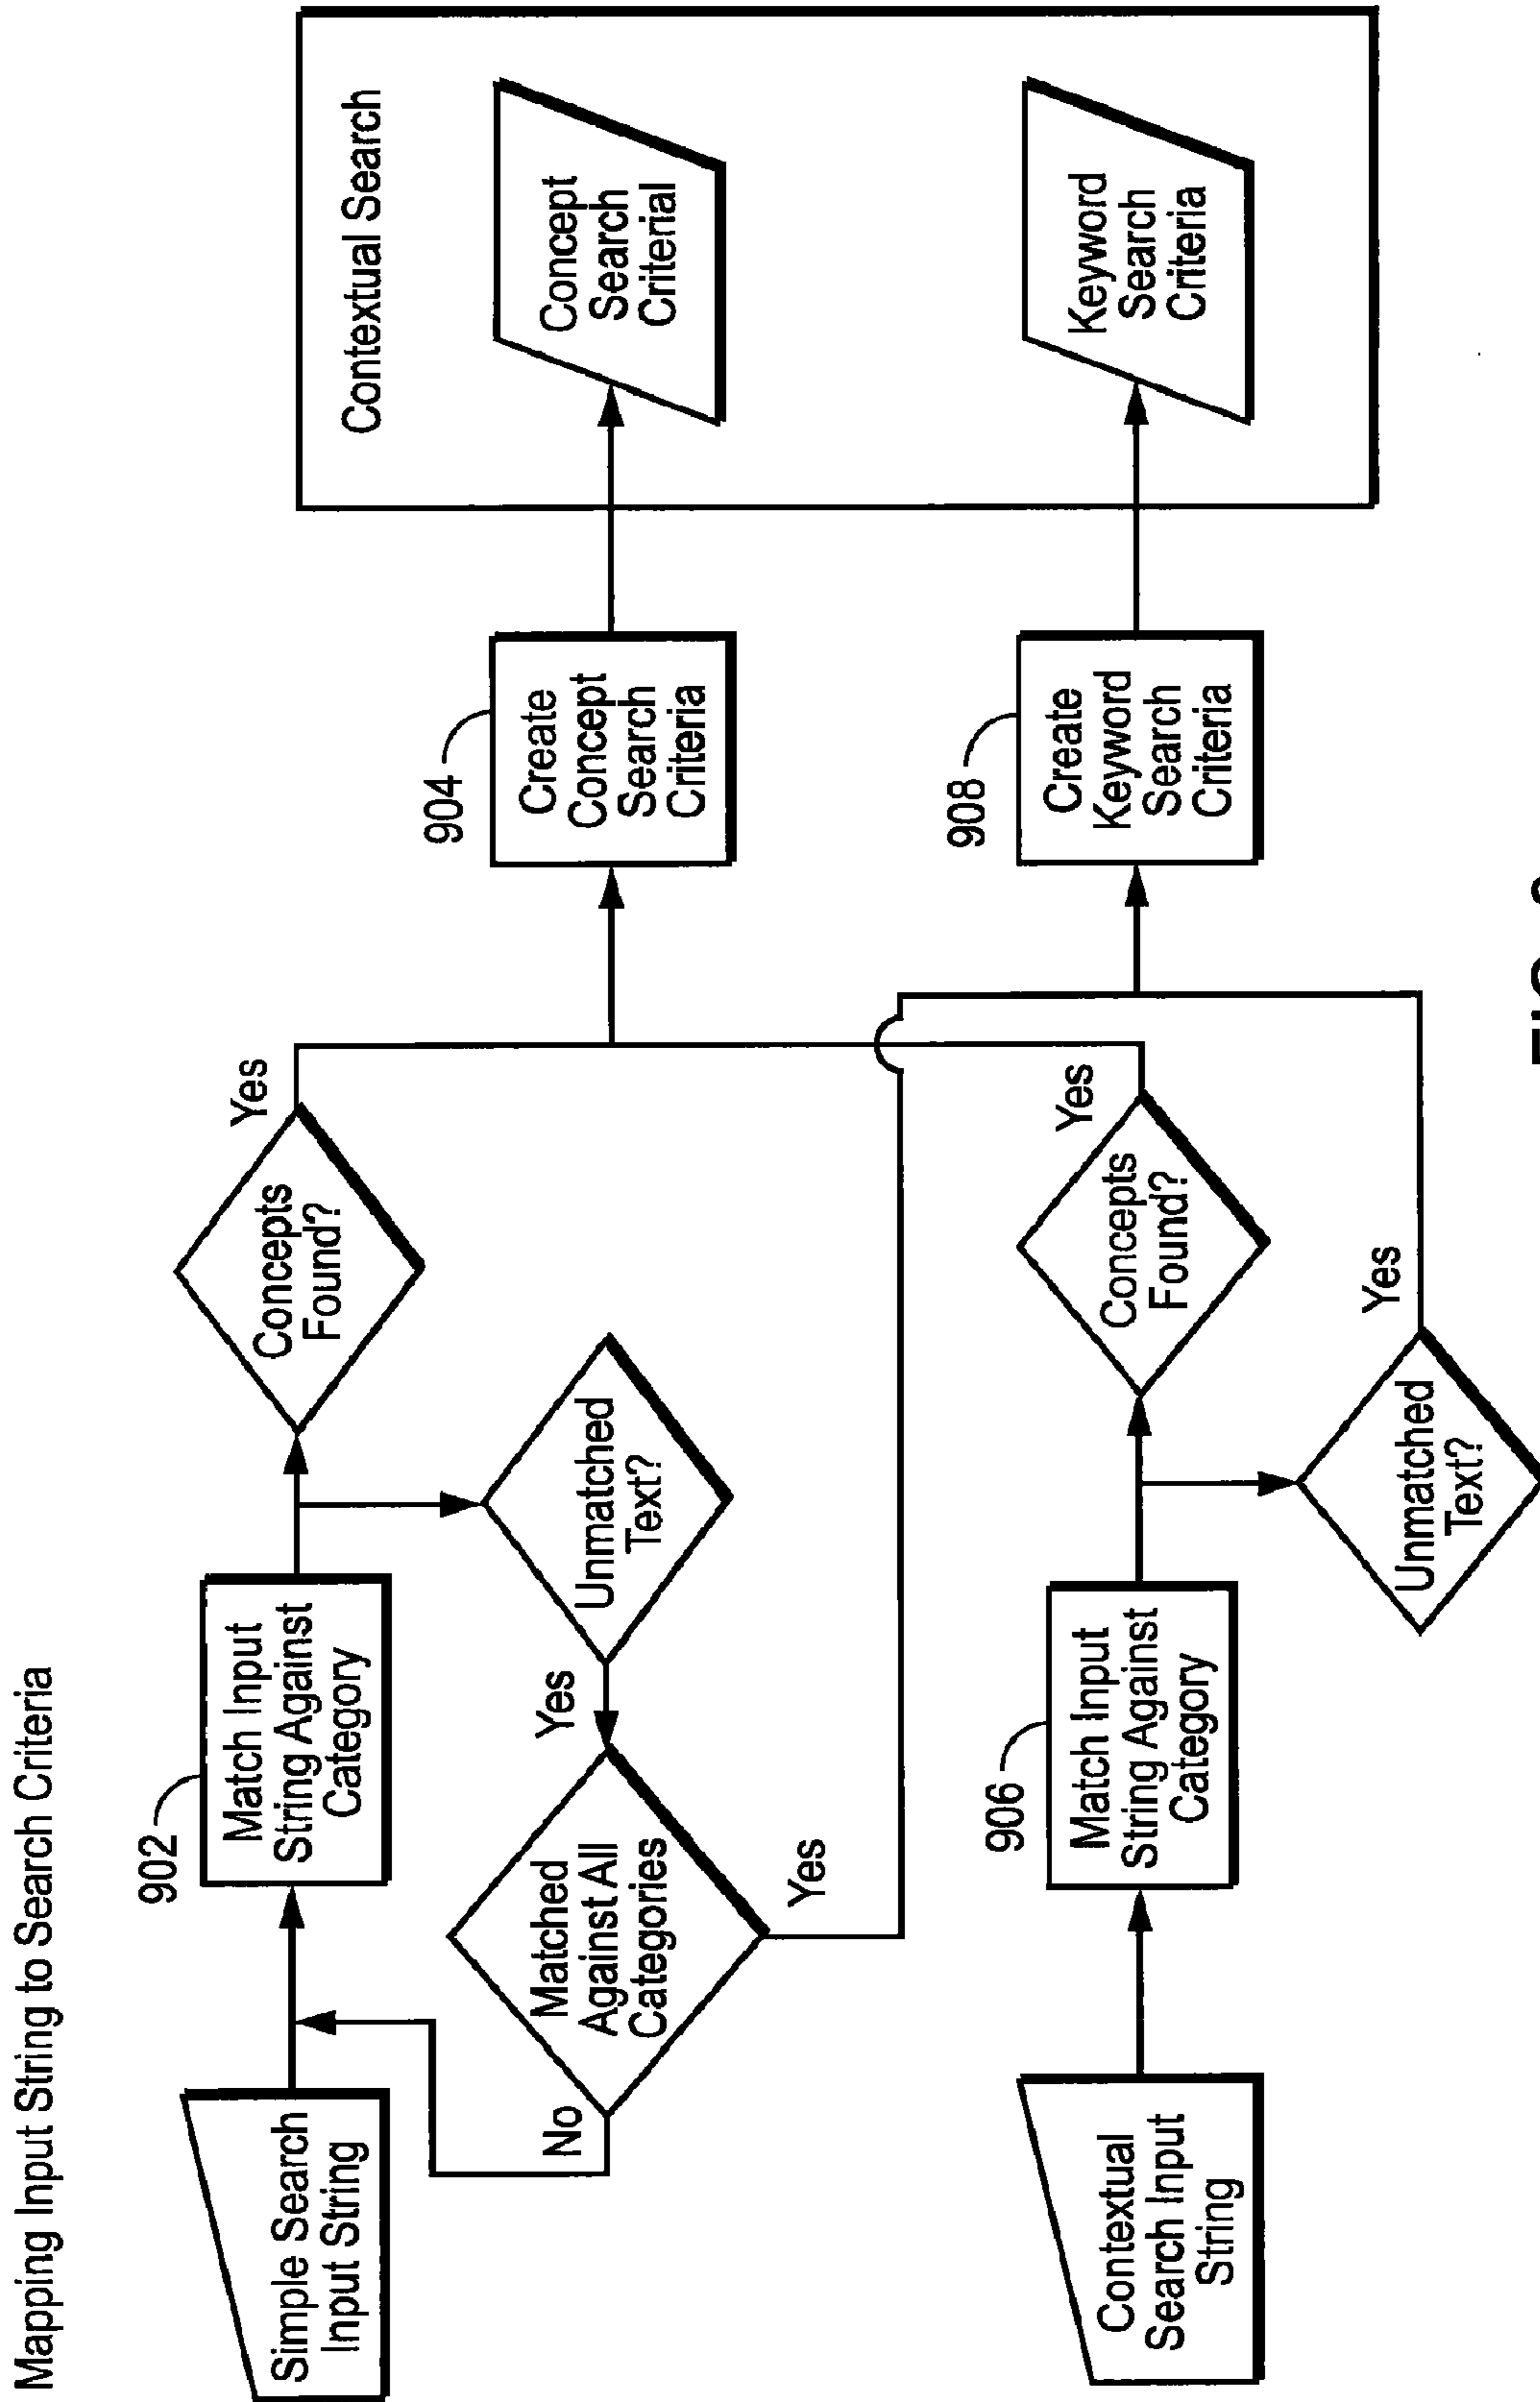 Mapping Input String to Search Criteria
Simple Search
Input String
902
Match Input
String Against
Category
Concepts
Found?
Yes
Unmatched
Text?
Yes
Matched
Against All
Categories
No
Yes
904
Create
Concept
Search
Criteria
Contextual Search
Concept
Search
Criterial
Contextual
Search Input
String
906
Match Input
String Against
Category
Concepts
Found?
Yes
Unmatched
Text?
Yes
908
Create
Keyword
Search
Criteria
Keyword
Search
Criteria